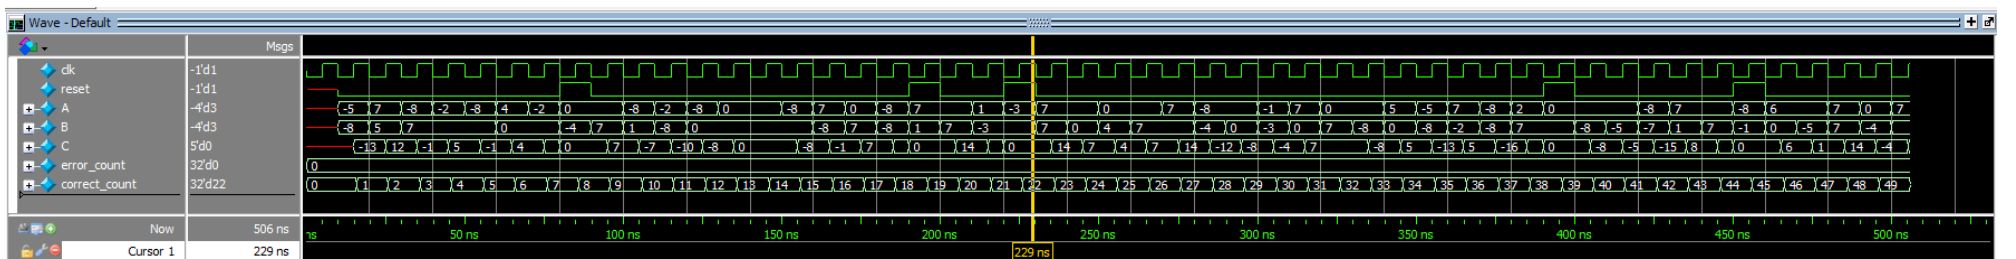 Wave - Default
Msgs
clk -1'd1
reset -1'd1
A -4'd3 -5 7 -8 -2 -8 4 -2 0 -8 -2 -8 0 -8 7 0 -8 7 1 -3 7 0 7 -8 -1 7 0 5 -5 7 -8 2 0 -8 7 -8 6 7 0 7
B -4'd3 -8 5 7 0 -4 7 1 -8 0 -8 7 -8 1 7 -3 7 0 4 7 -4 0 -3 0 7 -8 0 -8 -2 -8 7 -8 -5 -7 1 7 -1 0 -5 7 -4
C 5'd0 -13 12 -1 5 -1 4 0 7 -7 -10 -8 0 -8 -1 7 0 14 0 14 7 4 7 14 -12 -8 -4 7 -8 5 -13 5 -16 0 -8 -5 -15 8 0 6 1 14 -4
error_count 32'd0 0
correct_count 32'd22 0 1 2 3 4 5 6 7 8 9 10 11 12 13 14 15 16 17 18 19 20 21 22 23 24 25 26 27 28 29 30 31 32 33 34 35 36 37 38 39 40 41 42 43 44 45 46 47 48 49
Now 506 ns ns 50 ns 100 ns 150 ns 200 ns 250 ns 300 ns 350 ns 400 ns 450 ns 500 ns
Cursor 1 229 ns 229 ns